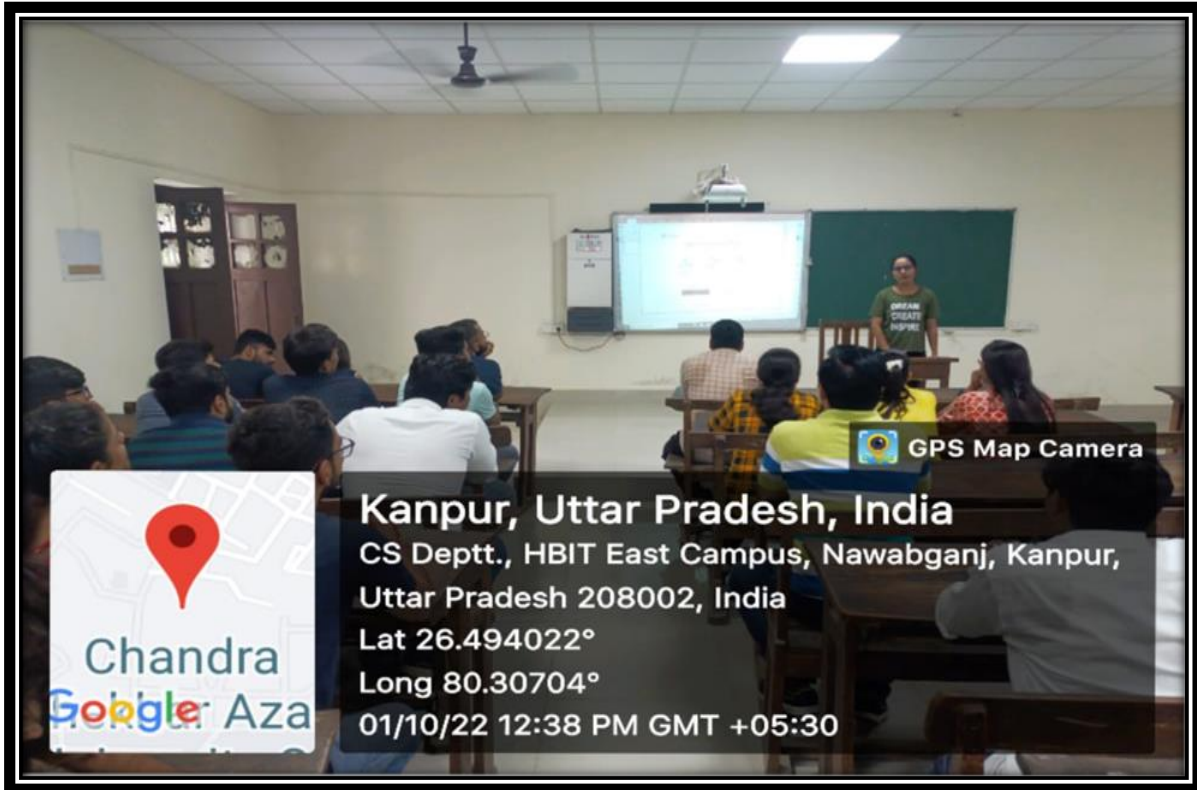 DREAM
CREATE
INSPIRE
GPS Map Camera
Kanpur, Uttar Pradesh, India
CS Deptt., HBIT East Campus, Nawabganj, Kanpur,
Uttar Pradesh 208002, India
Lat 26.494022°
Long 80.30704°
01/10/22 12:38 PM GMT +05:30
Chandra
Google
Aza